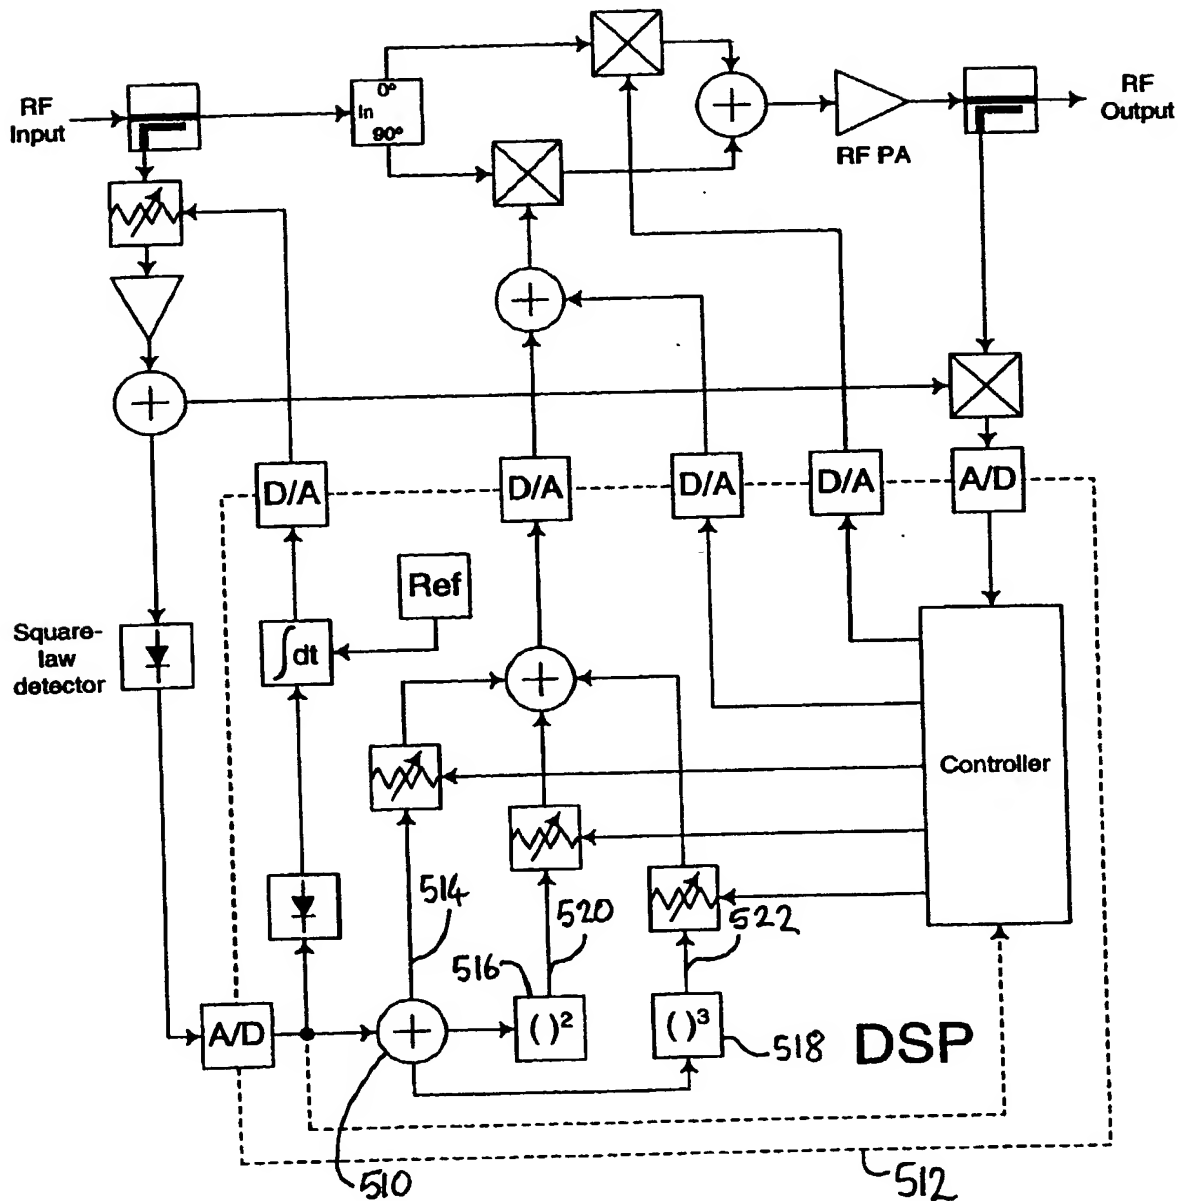 RF
Input
In
0°
90°
RF PA
RF
Output
D/A
D/A
D/A
D/A
A/D
Ref
∫dt
Square-
law
detector
Controller
514
520
522
516
A/D
( )²
( )³
518
DSP
510
512